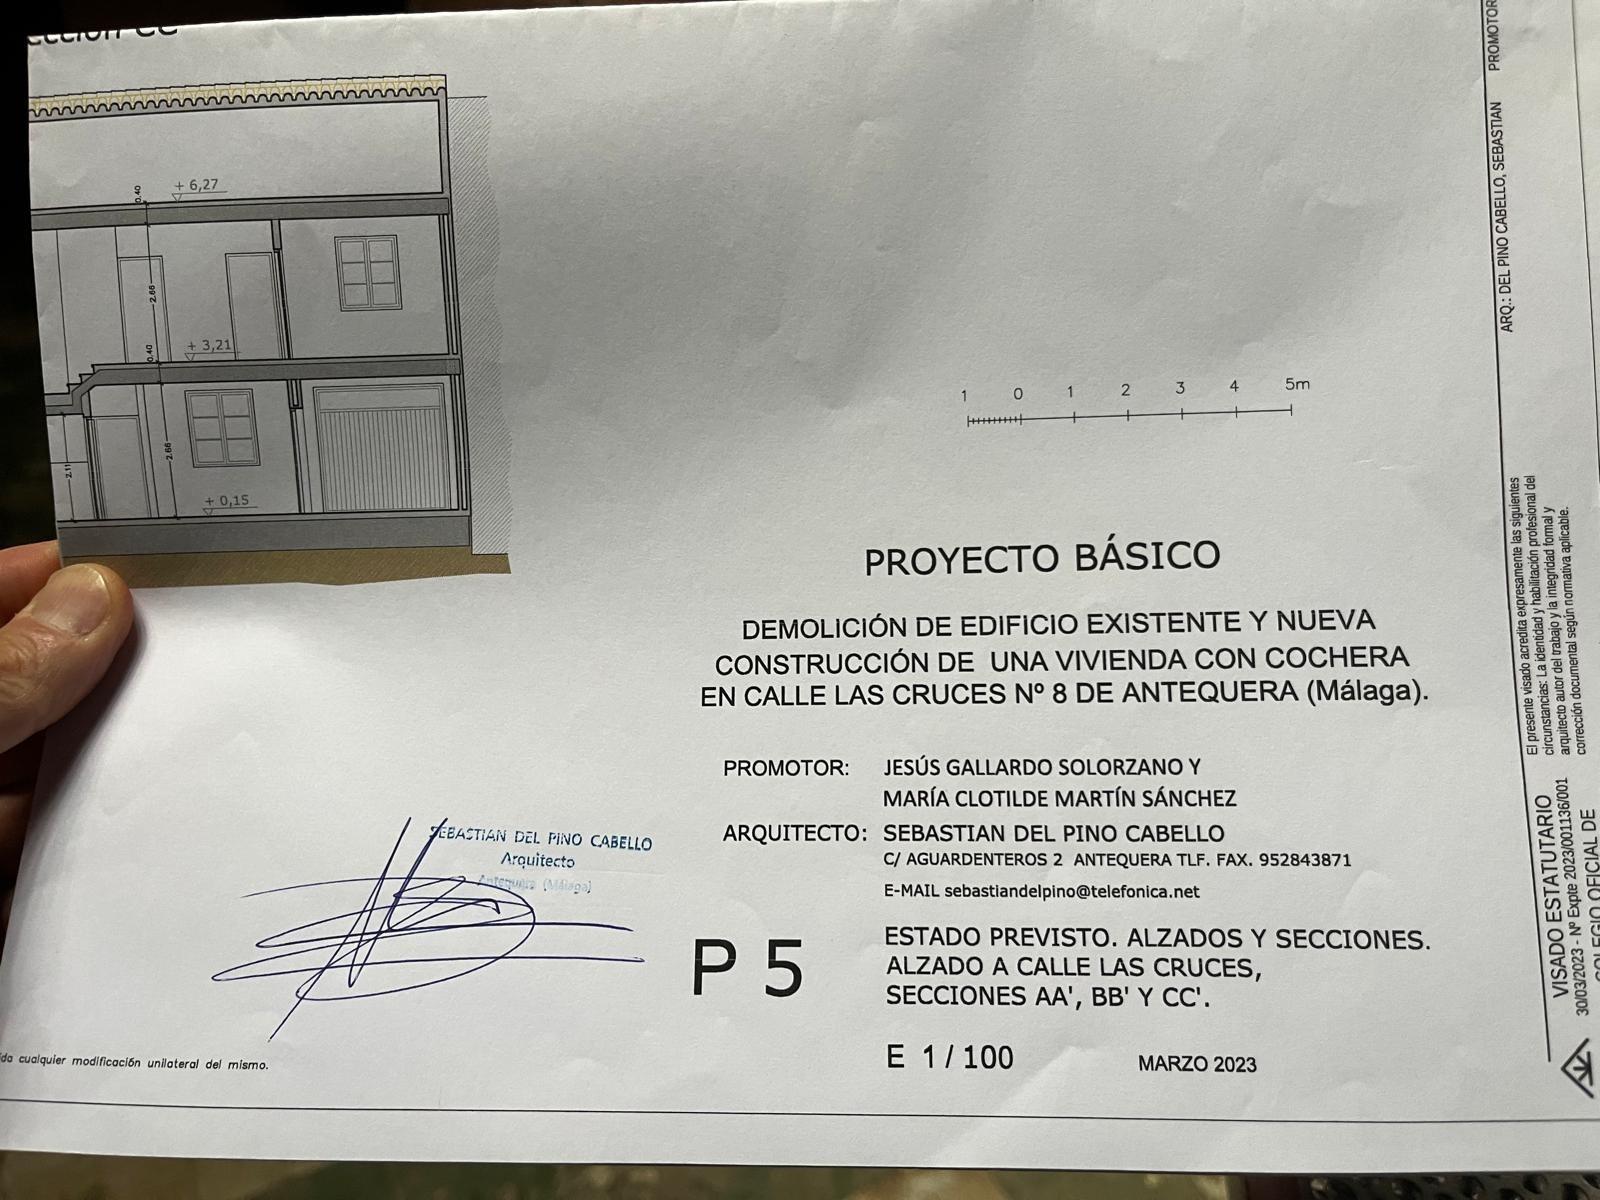 Sección CC'
+ 6,27
0.40
2.66
+ 3,21
0.40
2.66
2.11
+ 0,15
1 0 1 2 3 4 5m
PROYECTO BÁSICO
DEMOLICIÓN DE EDIFICIO EXISTENTE Y NUEVA
CONSTRUCCIÓN DE UNA VIVIENDA CON COCHERA
EN CALLE LAS CRUCES Nº 8 DE ANTEQUERA (Málaga).
PROMOTOR: JESÚS GALLARDO SOLORZANO Y
MARÍA CLOTILDE MARTÍN SÁNCHEZ
ARQUITECTO: SEBASTIAN DEL PINO CABELLO
C/ AGUARDENTEROS 2 ANTEQUERA TLF. FAX. 952843871
E-MAIL sebastiandelpino@telefonica.net
SEBASTIAN DEL PINO CABELLO
Arquitecto
Antequera (Málaga)
P 5
ESTADO PREVISTO. ALZADOS Y SECCIONES.
ALZADO A CALLE LAS CRUCES,
SECCIONES AA', BB' Y CC'.
E 1 / 100
MARZO 2023
cualquier modificación unilateral del mismo.
ARQ.: DEL PINO CABELLO, SEBASTIAN PROMOTOR
El presente visado acredita expresamente las siguientes
circunstancias: La identidad y habilitación profesional del
arquitecto autor del trabajo y la integridad formal y
corrección documental según normativa aplicable.
VISADO ESTATUTARIO
30/03/2023 - Nº Expte 2023/001136/001
COLEGIO OFICIAL DE